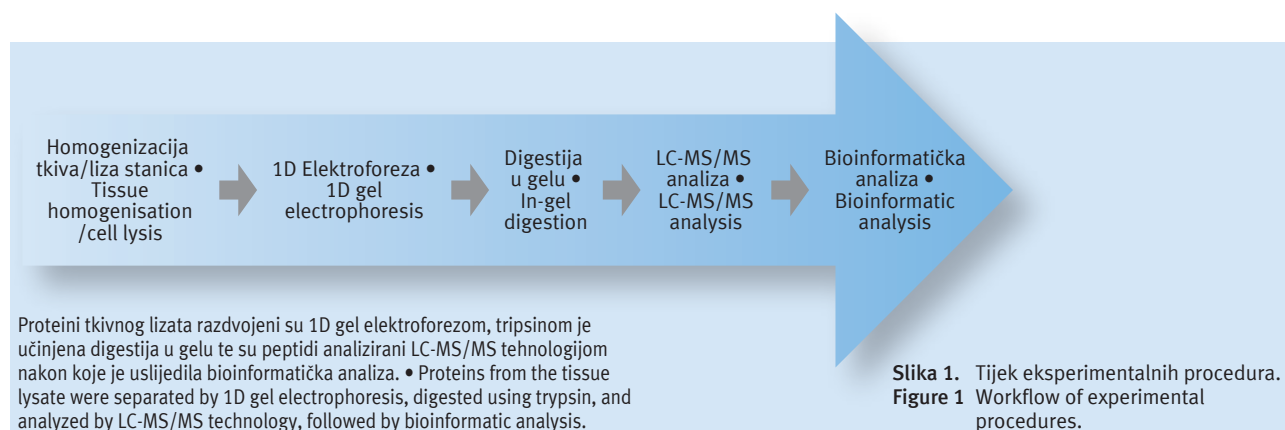 Homogenizacija
tkiva/liza stanica •
Tissue
homogenisation
/cell lysis
1D Elektroforeza •
1D gel
electrophoresis
Digestija
u gelu •
In-gel
digestion
LC-MS/MS
analiza •
LC-MS/MS
analysis
Bioinformatička
analiza •
Bioinformatic
analysis
Proteini tkivnog lizata razdvojeni su 1D gel elektroforezom, tripsinom je
učinjena digestija u gelu te su peptidi analizirani LC-MS/MS tehnologijom
nakon koje je uslijedila bioinformatička analiza. • Proteins from the tissue
lysate were separated by 1D gel electrophoresis, digested using trypsin, and
analyzed by LC-MS/MS technology, followed by bioinformatic analysis.
Slika 1. Tijek eksperimentalnih procedura.
Figure 1 Workflow of experimental
procedures.